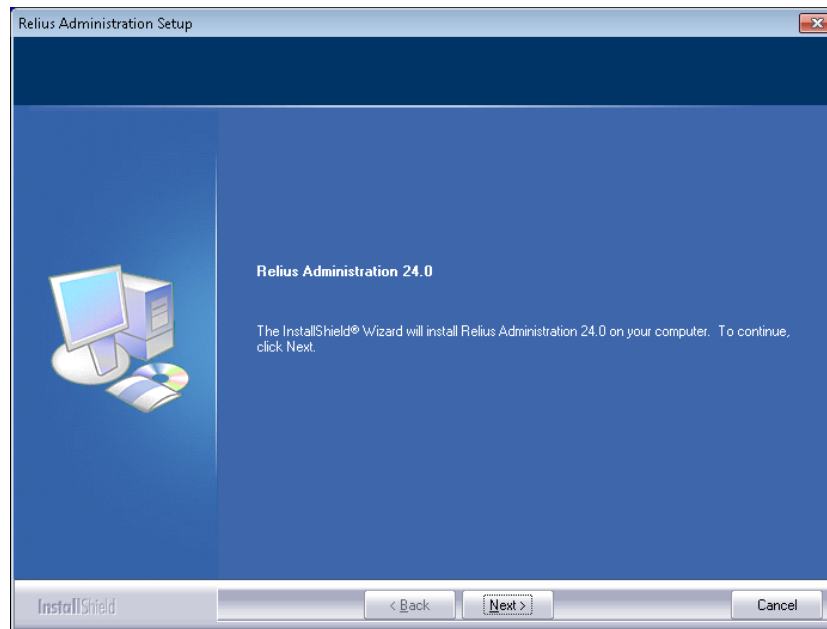 Relius Administration Setup
Relius Administration 24.0
The InstallShield® Wizard will install Relius Administration 24.0 on your computer. To continue,
click Next.
InstallShield
< Back
Next >
Cancel